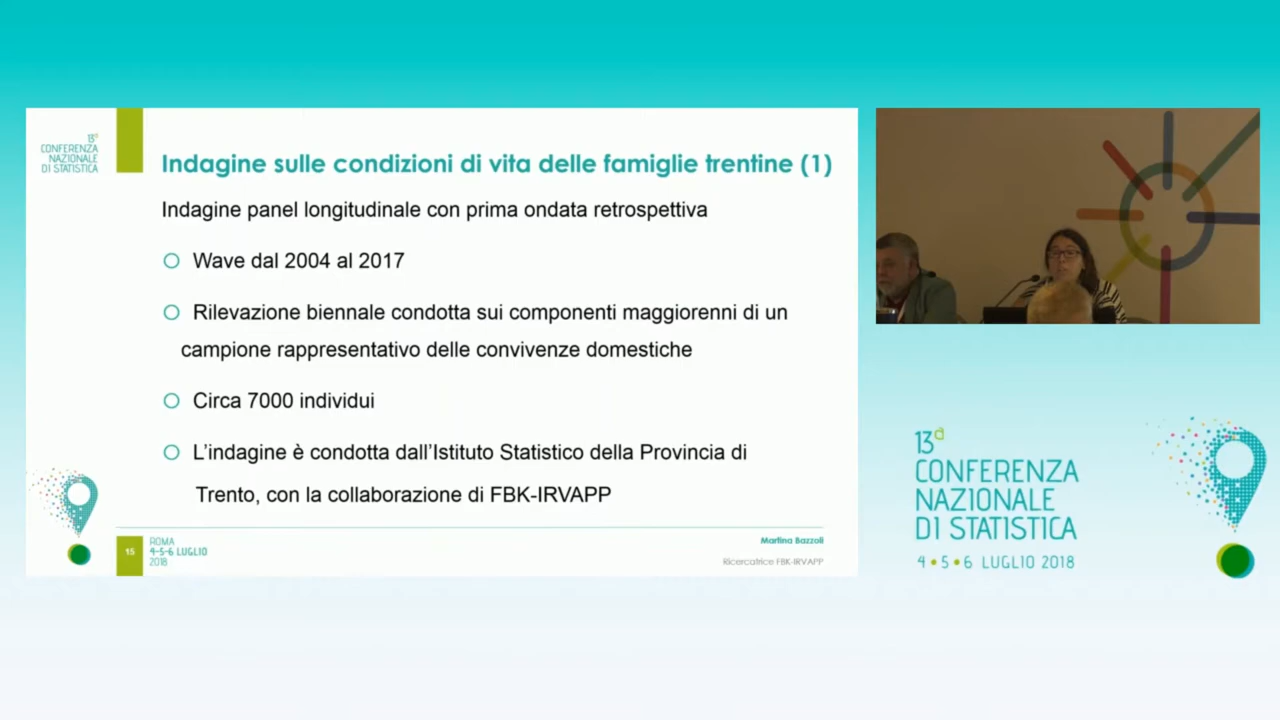 13ª
CONFERENZA
NAZIONALE
DI STATISTICA
Indagine sulle condizioni di vita delle famiglie trentine (1)
Indagine panel longitudinale con prima ondata retrospettiva
Wave dal 2004 al 2017
Rilevazione biennale condotta sui componenti maggiorenni di un
campione rappresentativo delle convivenze domestiche
Circa 7000 individui
L'indagine è condotta dall'Istituto Statistico della Provincia di
Trento, con la collaborazione di FBK-IRVAPP
15
ROMA
4-5-6 LUGLIO
2018
Martina Bazzoli
Ricercatrice FBK-IRVAPP
13ª
CONFERENZA
NAZIONALE
DI STATISTICA
4 • 5 • 6 LUGLIO 2018